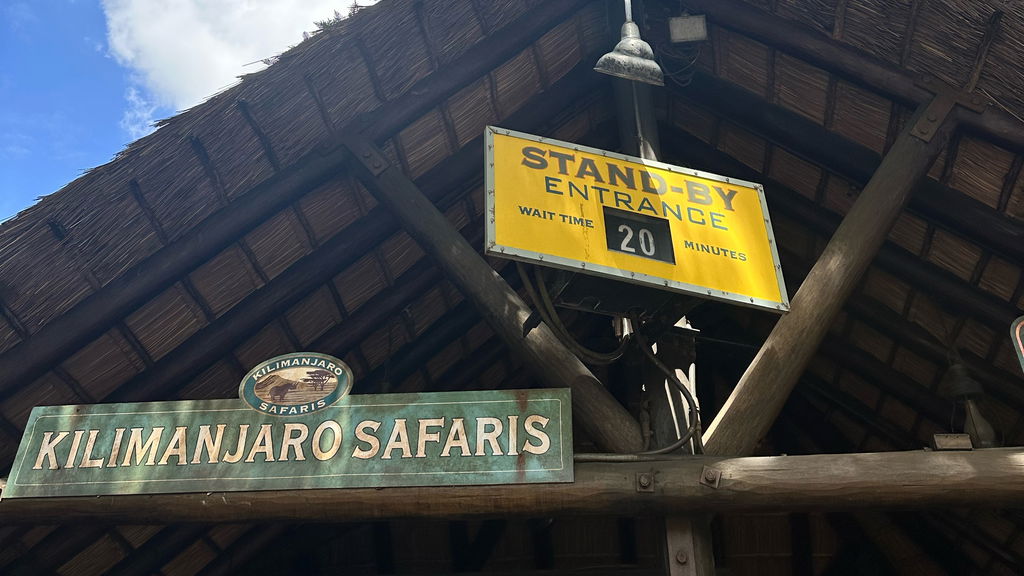 STAND-BY
ENTRANCE
WAIT TIME 20 MINUTES
KILIMANJARO
SAFARIS
KILIMANJARO SAFARIS